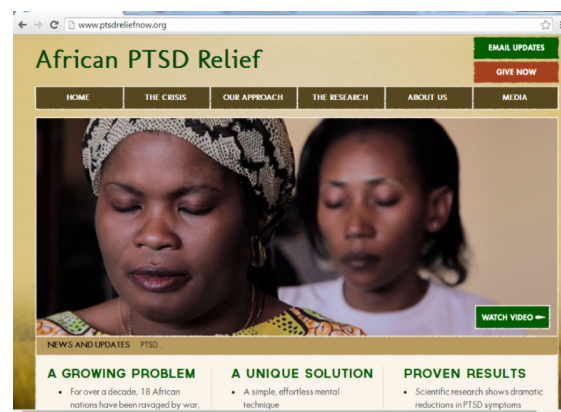 www.ptsdreliefnow.org
African PTSD Relief
EMAIL UPDATES
GIVE NOW
HOME THE CRISIS OUR APPROACH THE RESEARCH ABOUT US MEDIA
WATCH VIDEO
NEWS AND UPDATES PTSD
A GROWING PROBLEM
• For over a decade, 18 African
nations have been ravaged by war,
A UNIQUE SOLUTION
• A simple, effortless mental
technique
PROVEN RESULTS
• Scientific research shows dramatic
reductions in PTSD symptoms